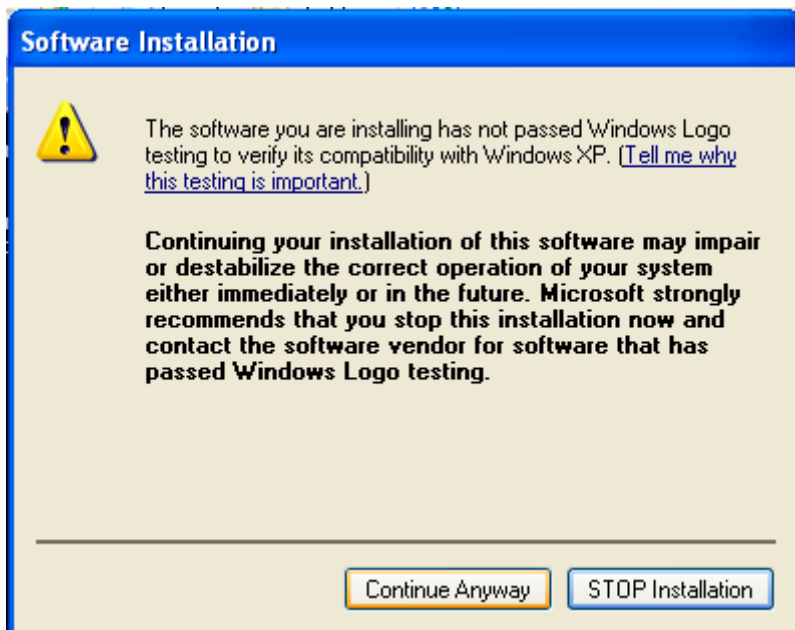 Software Installation
The software you are installing has not passed Windows Logo
testing to verify its compatibility with Windows XP. (Tell me why
this testing is important.)
Continuing your installation of this software may impair
or destabilize the correct operation of your system
either immediately or in the future. Microsoft strongly
recommends that you stop this installation now and
contact the software vendor for software that has
passed Windows Logo testing.
Continue Anyway
STOP Installation